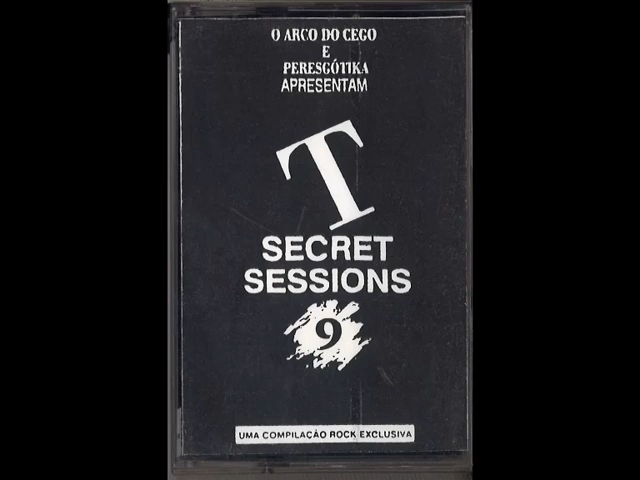 O ARCO DO CEGO
E
PERESGÓTIKA
APRESENTAM
T
SECRET
SESSIONS
9
UMA COMPILAÇÃO ROCK EXCLUSIVA